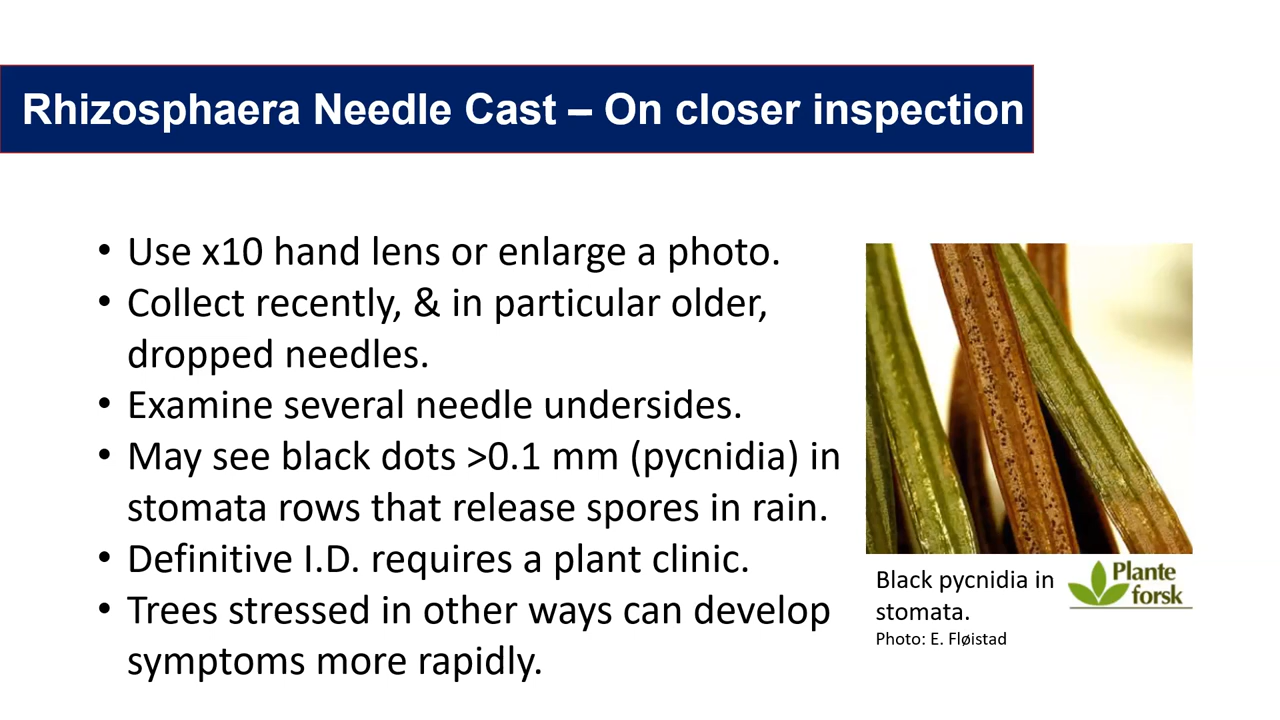 Rhizosphaera Needle Cast – On closer inspection
• Use x10 hand lens or enlarge a photo.
• Collect recently, & in particular older,
dropped needles.
• Examine several needle undersides.
• May see black dots >0.1 mm (pycnidia) in
stomata rows that release spores in rain.
• Definitive I.D. requires a plant clinic.
• Trees stressed in other ways can develop
symptoms more rapidly.
Black pycnidia in
stomata.
Photo: E. Fløistad
Plante
forsk